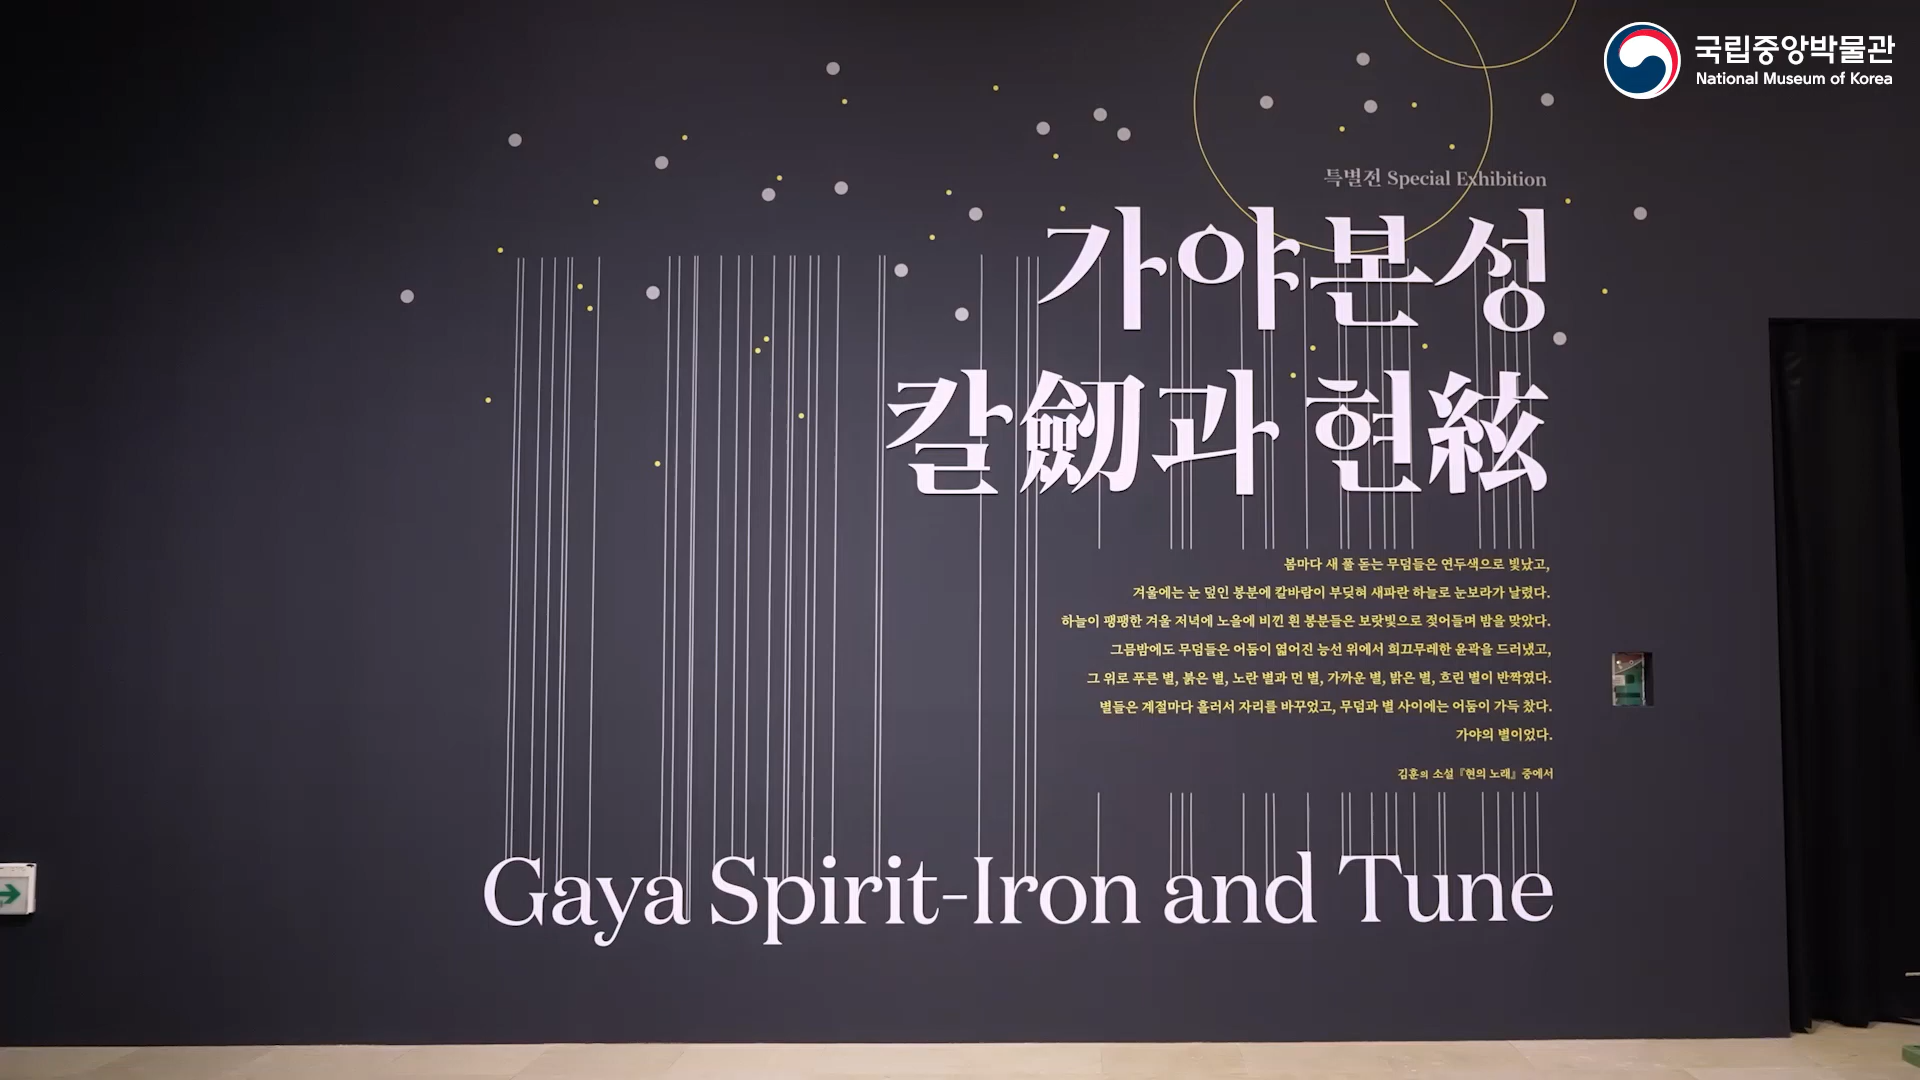 국립중앙박물관
National Museum of Korea
특별전 Special Exhibition
가야본성
칼劒과 현絃
봄마다 새 풀 돋는 무덤들은 연두색으로 빛났고,
겨울에는 눈 덮인 봉분에 칼바람이 부딪혀 새파란 하늘로 눈보라가 날렸다.
하늘이 팽팽한 겨울 저녁에 노을에 비낀 흰 봉분들은 보랏빛으로 젖어들며 밤을 맞았다.
그믐밤에도 무덤들은 어둠이 엷어진 능선 위에서 희끄무레한 윤곽을 드러냈고,
그 위로 푸른 별, 붉은 별, 노란 별과 먼 별, 가까운 별, 밝은 별, 흐린 별이 반짝였다.
별들은 계절마다 흘러서 자리를 바꾸었고, 무덤과 별 사이에는 어둠이 가득 찼다.
가야의 별이었다.
김훈의 소설 『현의 노래』 중에서
Gaya Spirit-Iron and Tune